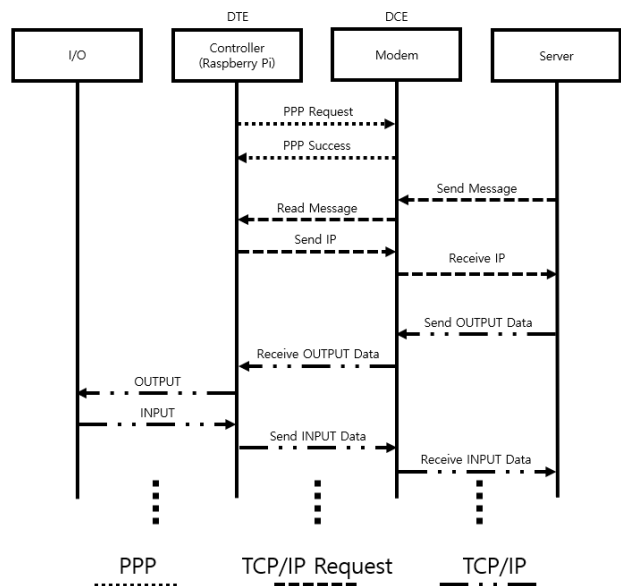 DTE
DCE
I/O
Controller
(Raspberry Pi)
Modem
Server
PPP Request
PPP Success
Send Message
Read Message
Send IP
Receive IP
Send OUTPUT Data
Receive OUTPUT Data
OUTPUT
INPUT
Send INPUT Data
Receive INPUT Data
PPP
TCP/IP Request
TCP/IP